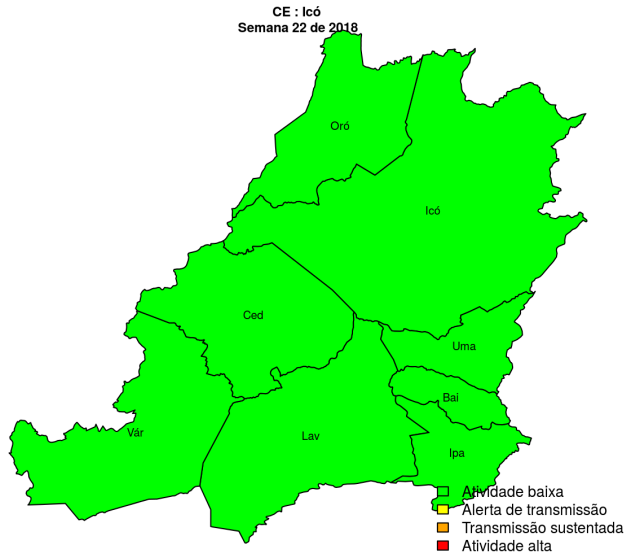 CE : Icó
Semana 22 de 2018
Oró
Icó
Ced
Uma
Bai
Vár
Lav
Ipa
Atividade baixa
Alerta de transmissão
Transmissão sustentada
Atividade alta